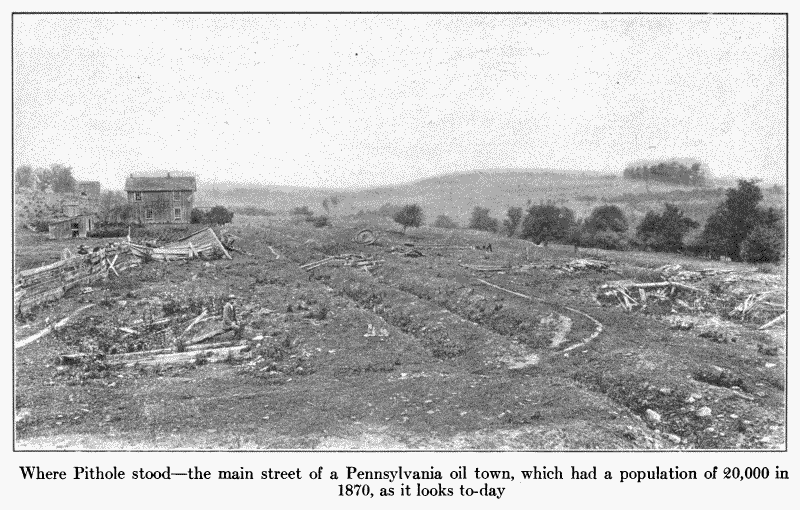 Where Pithole stood—the main street of a Pennsylvania oil town, which had a population of 20,000 in
1870, as it looks to-day